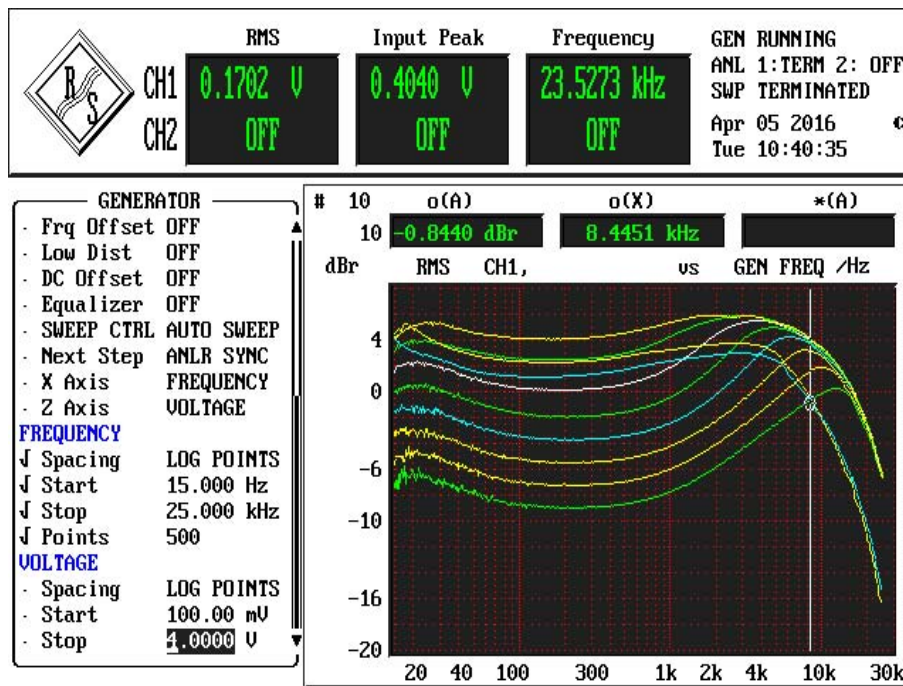 RMS Input Peak Frequency
R S
CH1 0.1702 V 0.4040 V 23.5273 kHz
CH2 OFF OFF OFF
GEN RUNNING
ANL 1:TERM 2: OFF
SWP TERMINATED
Apr 05 2016
Tue 10:40:35
GENERATOR
· Frq Offset OFF
· Low Dist OFF
· DC Offset OFF
· Equalizer OFF
· SWEEP CTRL AUTO SWEEP
· Next Step ANLR SYNC
· X Axis FREQUENCY
· Z Axis VOLTAGE
FREQUENCY
√ Spacing LOG POINTS
√ Start 15.000 Hz
√ Stop 25.000 kHz
√ Points 500
VOLTAGE
· Spacing LOG POINTS
· Start 100.00 mV
· Stop 4.0000 V
# 10 o(A) o(X) *(A)
10 -0.8440 dBr 8.4451 kHz
dBr RMS CH1, vs GEN FREQ /Hz
4
0
-6
-10
-16
-20
20 40 100 300 1k 2k 4k 10k 30k